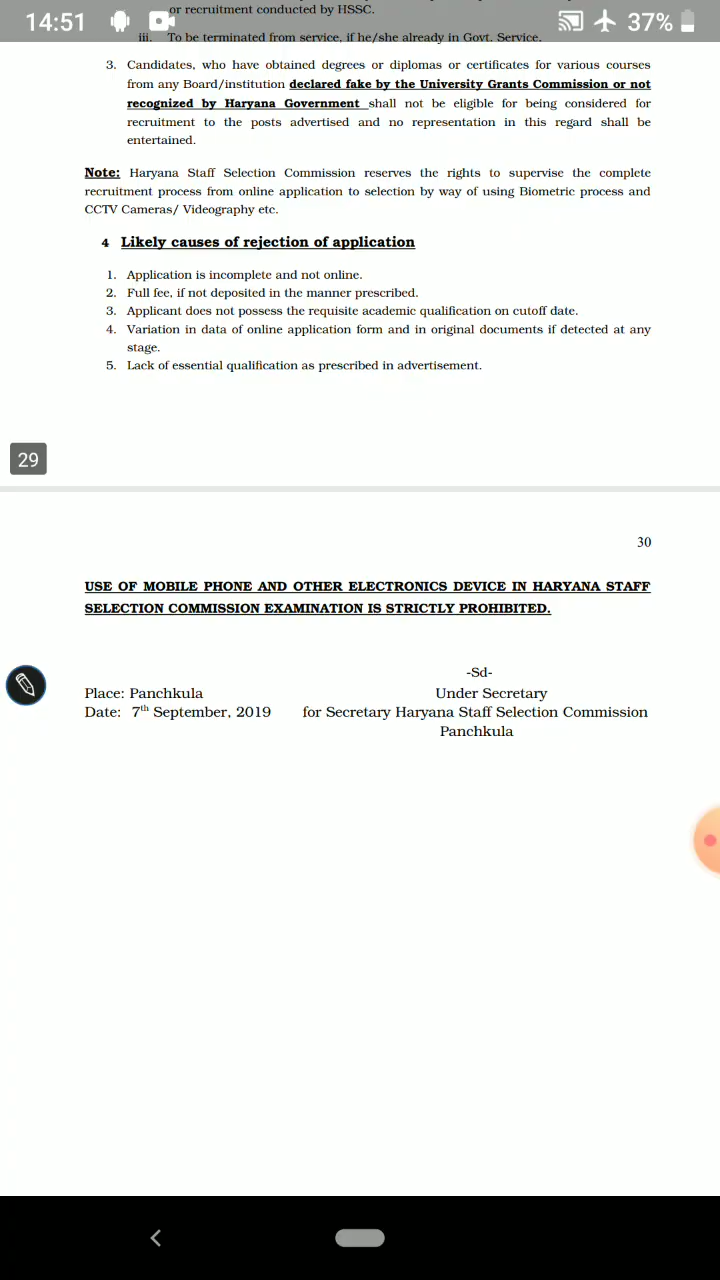 14:51
37%
or recruitment conducted by HSSC.
iii. To be terminated from service, if he/she already in Govt. Service.
3. Candidates, who have obtained degrees or diplomas or certificates for various courses
from any Board/institution declared fake by the University Grants Commission or not
recognized by Haryana Government shall not be eligible for being considered for
recruitment to the posts advertised and no representation in this regard shall be
entertained.
Note: Haryana Staff Selection Commission reserves the rights to supervise the complete
recruitment process from online application to selection by way of using Biometric process and
CCTV Cameras/ Videography etc.
4 Likely causes of rejection of application
1. Application is incomplete and not online.
2. Full fee, if not deposited in the manner prescribed.
3. Applicant does not possess the requisite academic qualification on cutoff date.
4. Variation in data of online application form and in original documents if detected at any
stage.
5. Lack of essential qualification as prescribed in advertisement.
29
30
USE OF MOBILE PHONE AND OTHER ELECTRONICS DEVICE IN HARYANA STAFF
SELECTION COMMISSION EXAMINATION IS STRICTLY PROHIBITED.
-Sd-
Place: Panchkula Under Secretary
Date: 7th September, 2019 for Secretary Haryana Staff Selection Commission
Panchkula